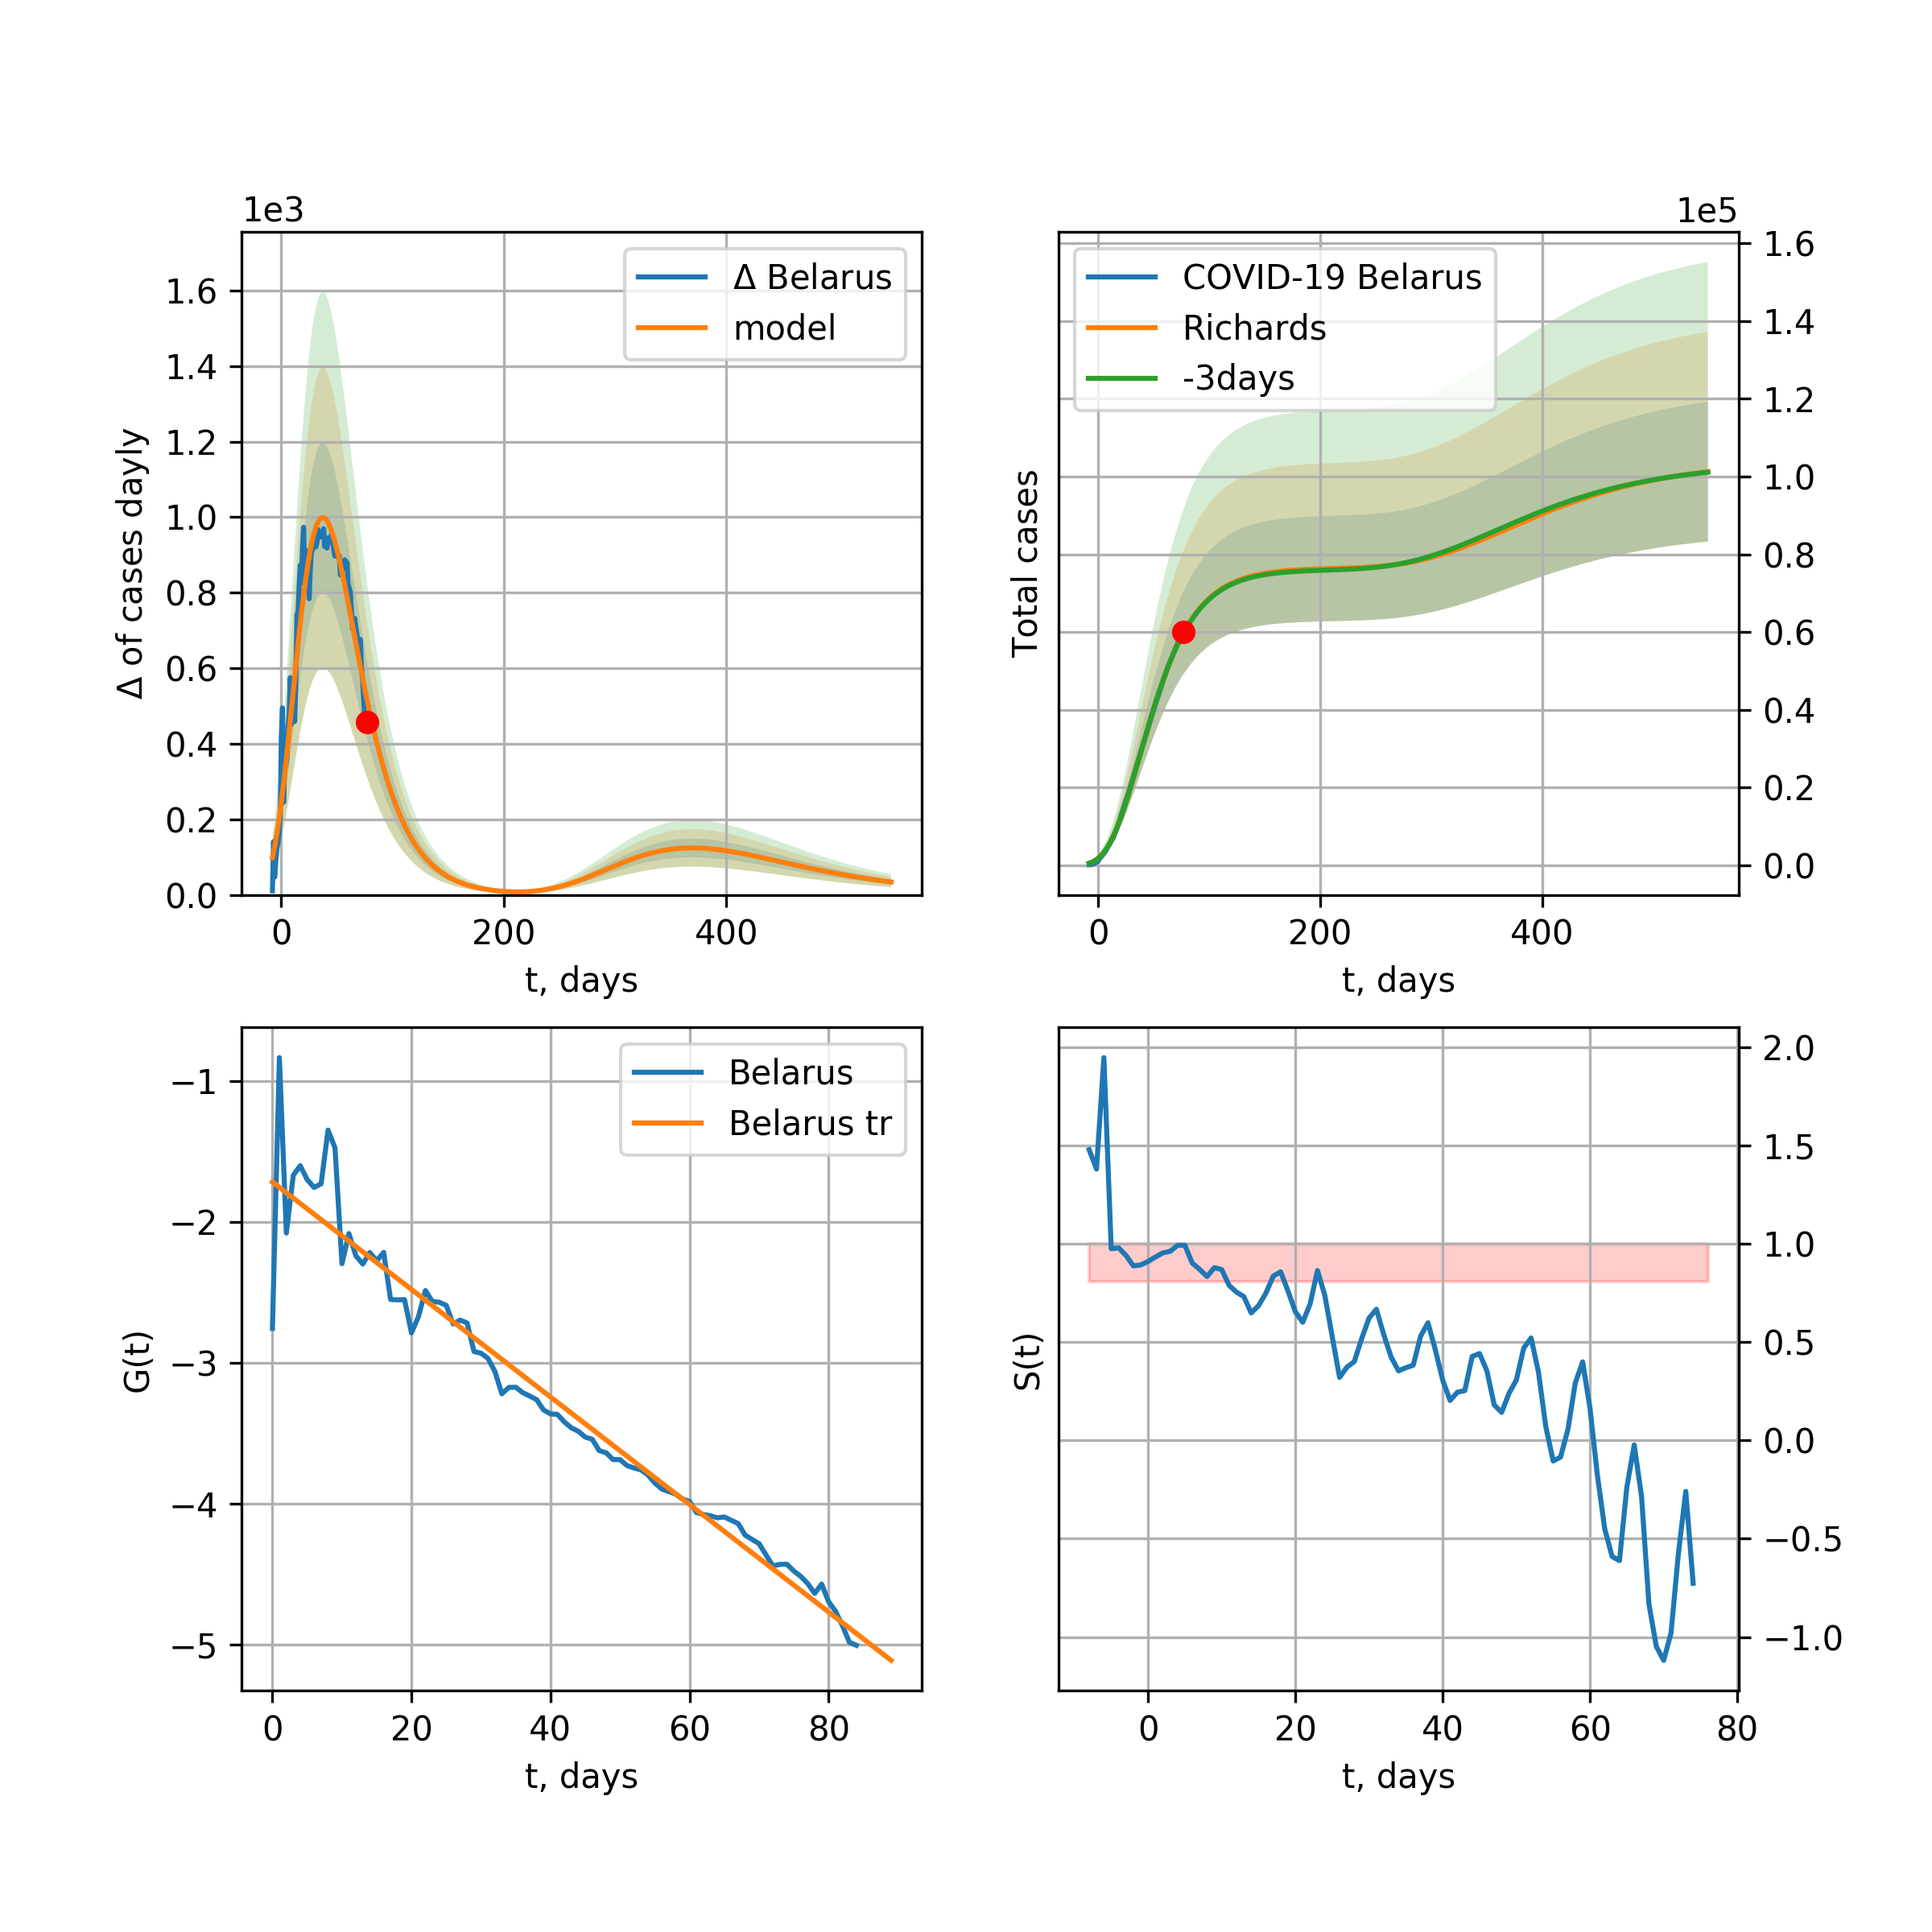 1e3
1e5
Δ Belarus
model
COVID-19 Belarus
Richards
-3days
Δ of cases dayly
1.6
1.4
1.2
1.0
0.8
0.6
0.4
0.2
0.0
0 200 400
t, days
Total cases
1.6
1.4
1.2
1.0
0.8
0.6
0.4
0.2
0.0
0 200 400
t, days
Belarus
Belarus tr
G(t)
−1
−2
−3
−4
−5
0 20 40 60 80
t, days
S(t)
2.0
1.5
1.0
0.5
0.0
−0.5
−1.0
0 20 40 60 80
t, days